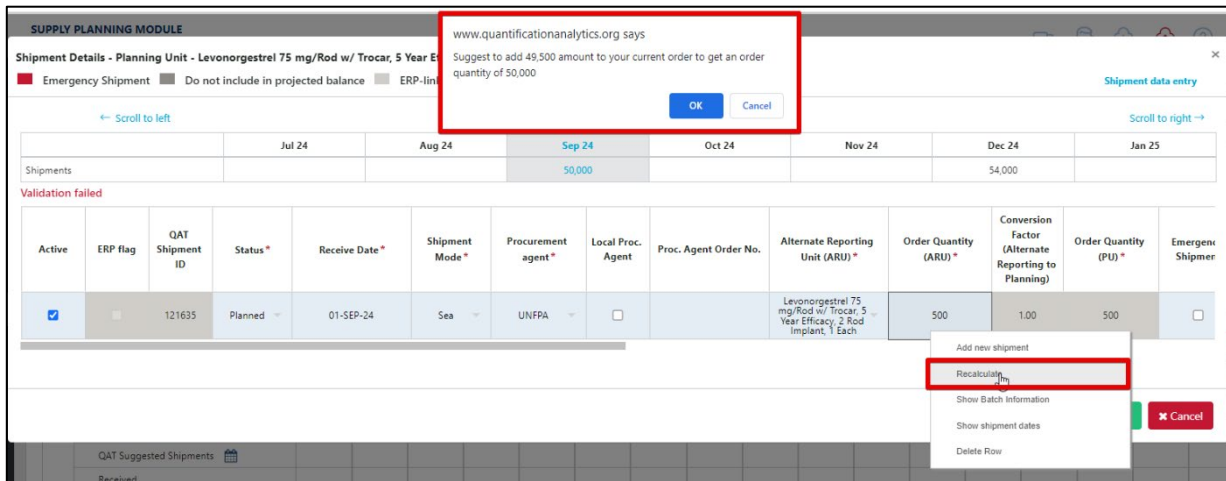 SUPPLY PLANNING MODULE
www.quantificationanalytics.org says
Suggest to add 49,500 amount to your current order to get an order
quantity of 50,000
OK
Cancel
Shipment Details - Planning Unit - Levonorgestrel 75 mg/Rod w/ Trocar, 5 Year
×
Emergency Shipment
Do not include in projected balance
Shipment data entry
← Scroll to left
Scroll to right →
Jul 24
Aug 24
Sep 24
Oct 24
Nov 24
Dec 24
Jan 25
Shipments
50,000
54,000
Validation failed
Active
ERP flag
QAT
Shipment
ID
Status*
Receive Date*
Shipment
Mode*
Procurement
agent*
Local Proc.
Agent
Proc. Agent Order No.
Alternate Reporting
Unit (ARU) *
Order Quantity
(ARU) *
Conversion
Factor
(Alternate
Reporting to
Planning)
Order Quantity
(PU) *
Emergenc
Shipmen
121635
Planned
01-SEP-24
Sea
UNFPA
Levonorgestrel 75
mg/Rod w/ Trocar, 5
Year Efficacy, 2 Rod
Implant, 1 Each
500
1.00
500
Add new shipment
Recalculate
Show Batch Information
Show shipment dates
Delete Row
✖ Cancel
QAT Suggested Shipments
Received